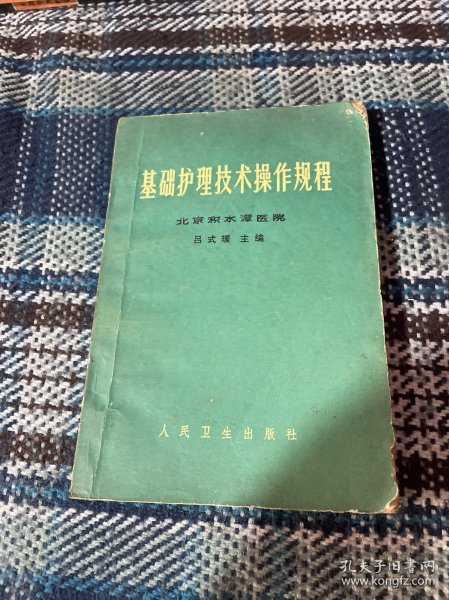 基础护理技术操作规程
北京积水潭医院
吕式瑗 主编
人民卫生出版社
孔夫子旧书网
www.kongfz.com